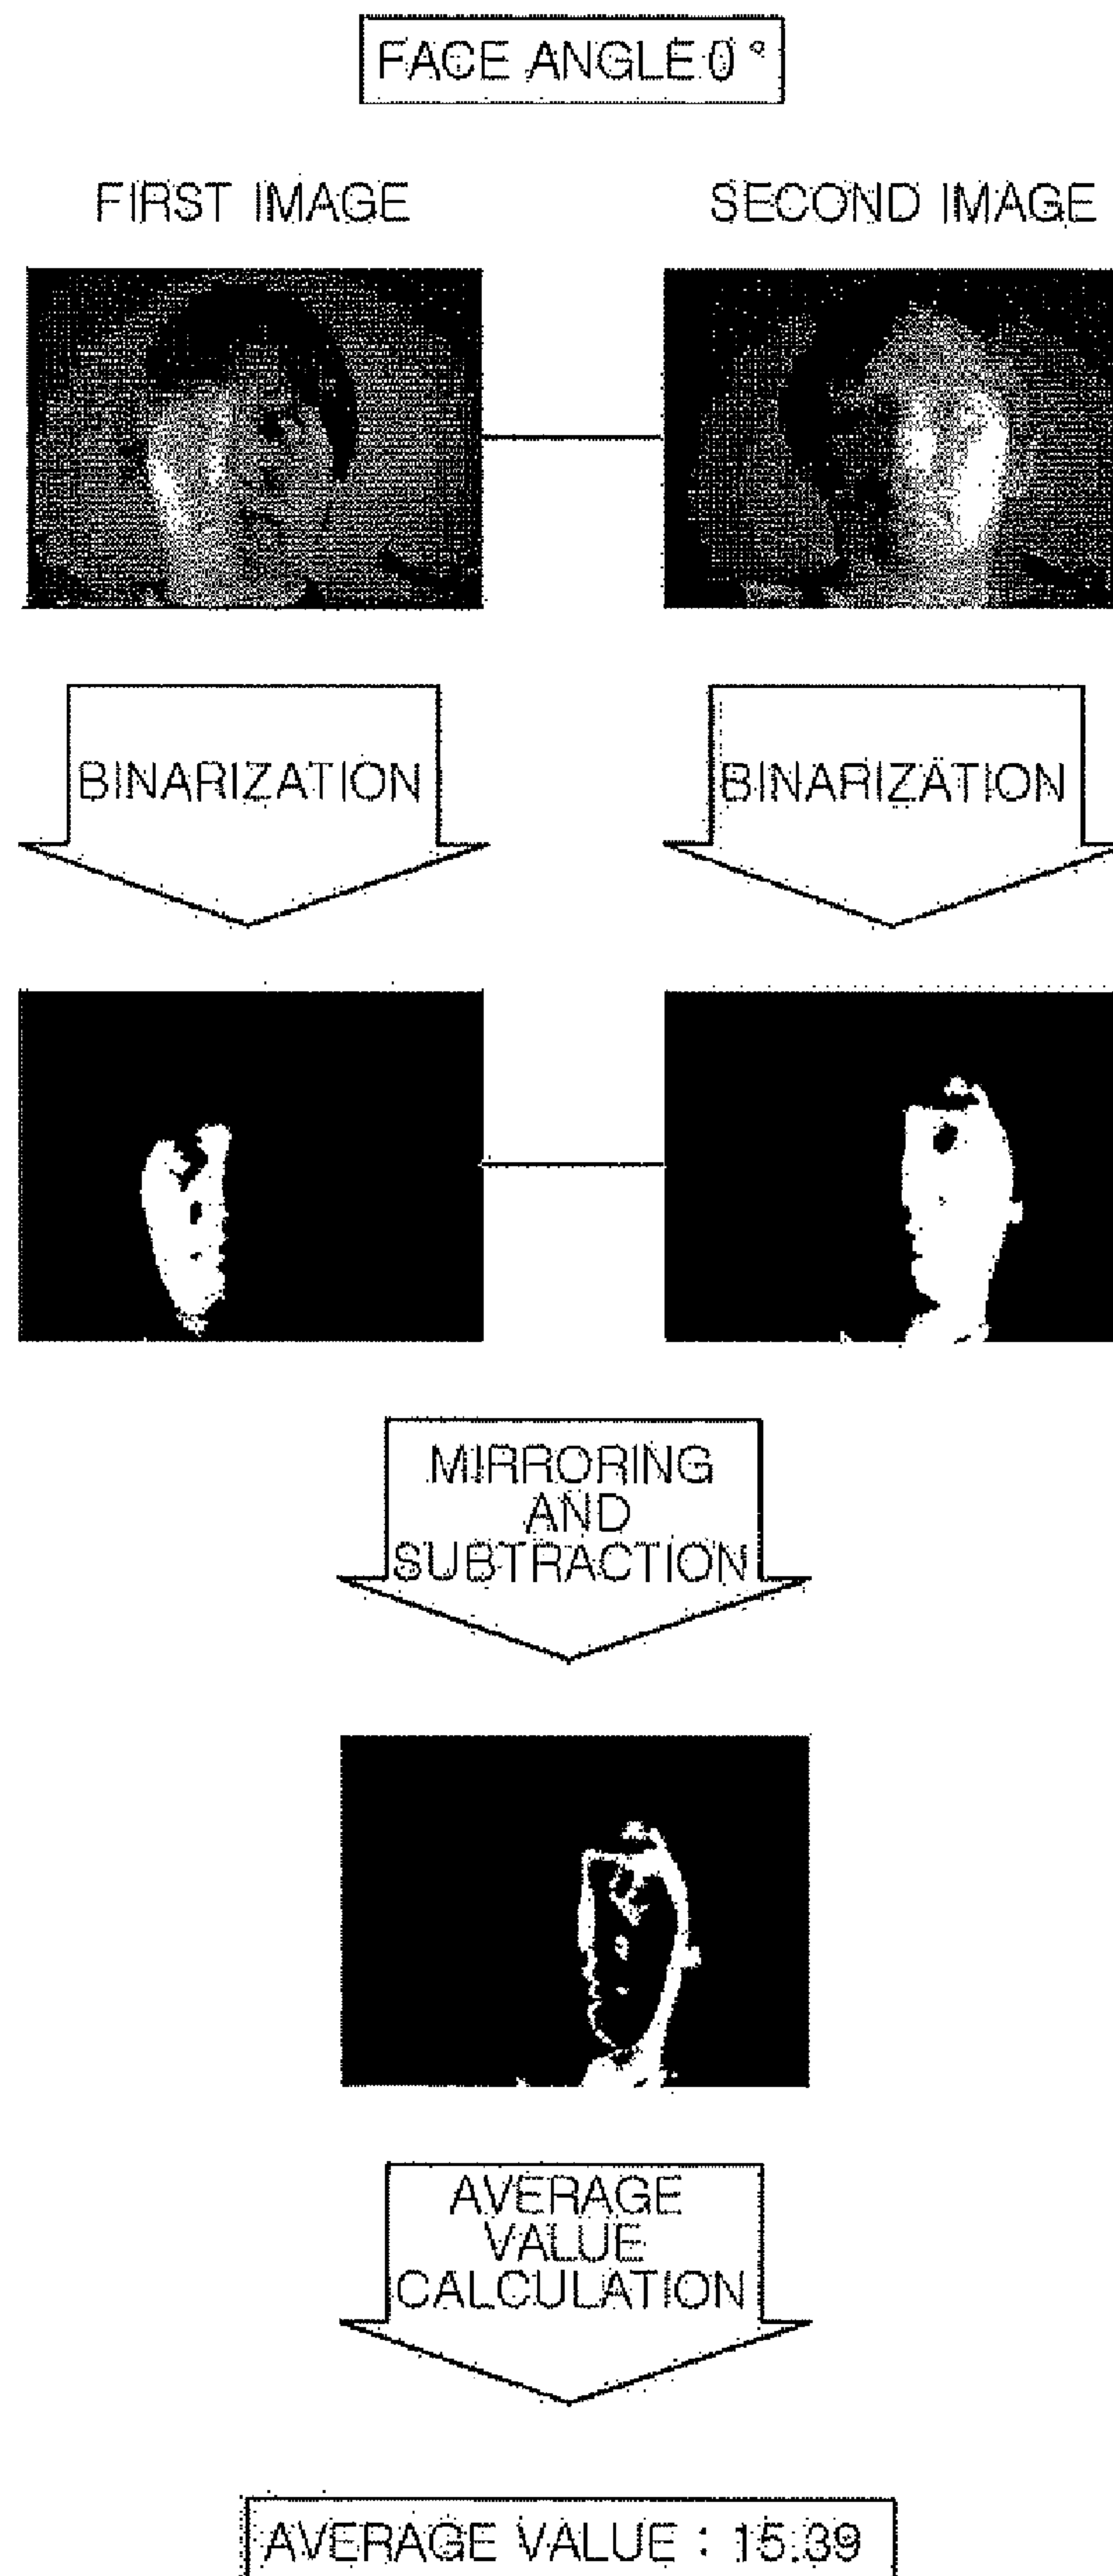 FACE ANGLE 0°
FIRST IMAGE
SECOND IMAGE
BINARIZATION
BINARIZATION
MIRRORING
AND
SUBTRACTION
AVERAGE
VALUE
CALCULATION
AVERAGE VALUE : 15.39